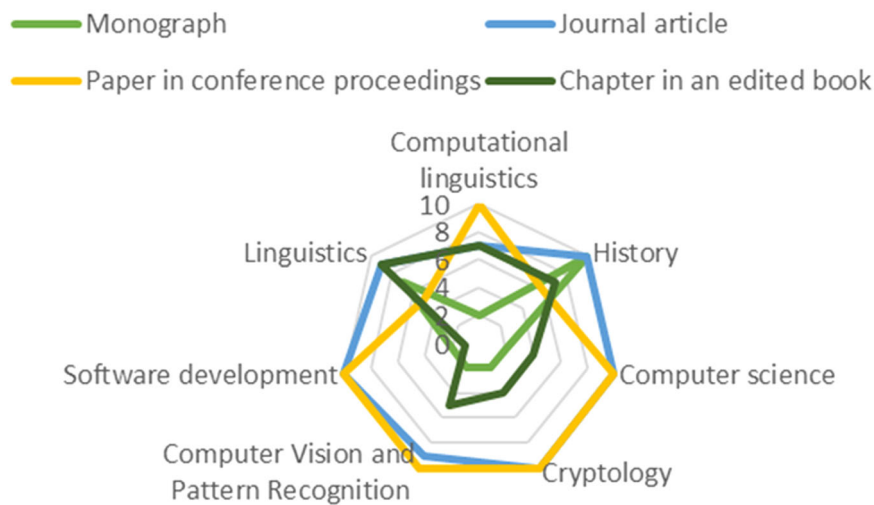 Monograph
Journal article
Paper in conference proceedings
Chapter in an edited book
Computational
linguistics
10
8
6
4
2
0
History
Linguistics
Software development
Computer science
Computer Vision and
Pattern Recognition
Cryptology